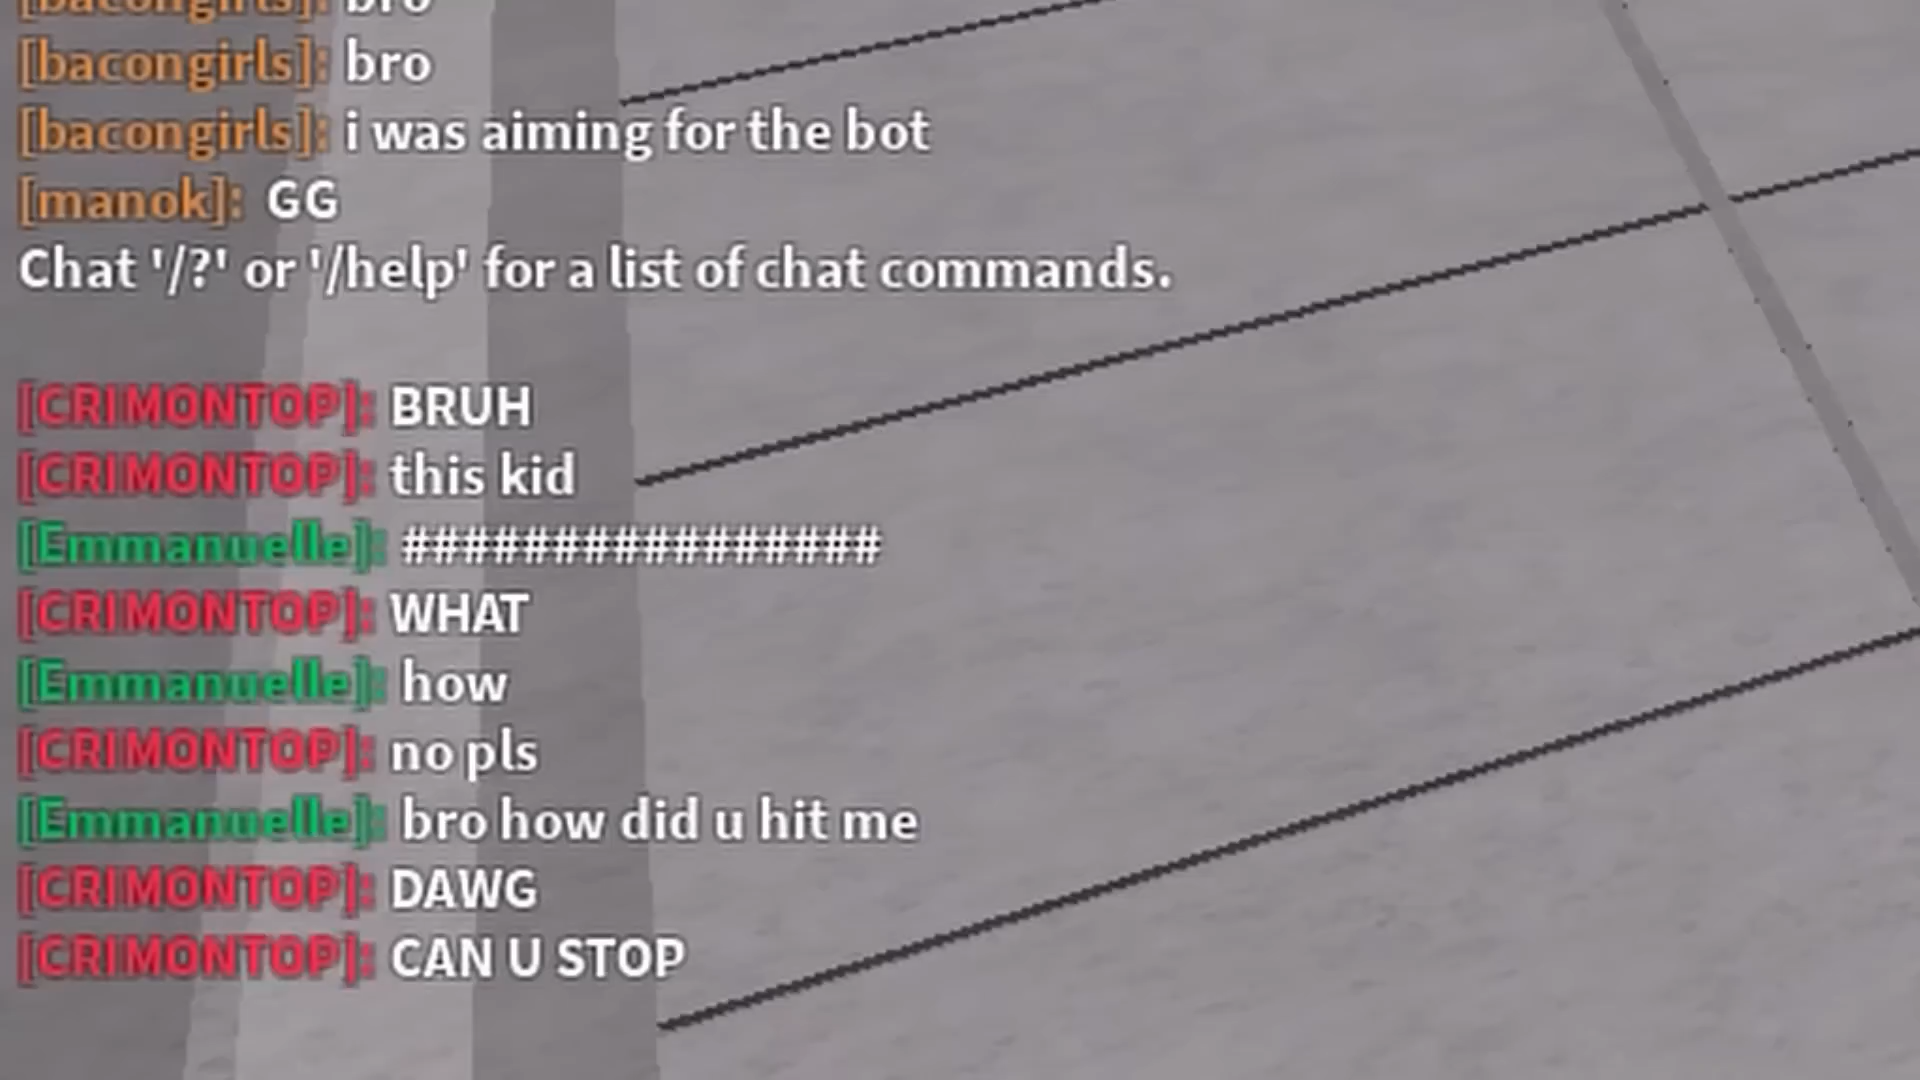 [bacongirls]: bro
[bacongirls]: bro
[bacongirls]: i was aiming for the bot
[manok]: GG
Chat '/?' or '/help' for a list of chat commands.
[CRIMONTOP]: BRUH
[CRIMONTOP]: this kid
[Emmanuelle]: ################
[CRIMONTOP]: WHAT
[Emmanuelle]: how
[CRIMONTOP]: no pls
[Emmanuelle]: bro how did u hit me
[CRIMONTOP]: DAWG
[CRIMONTOP]: CAN U STOP